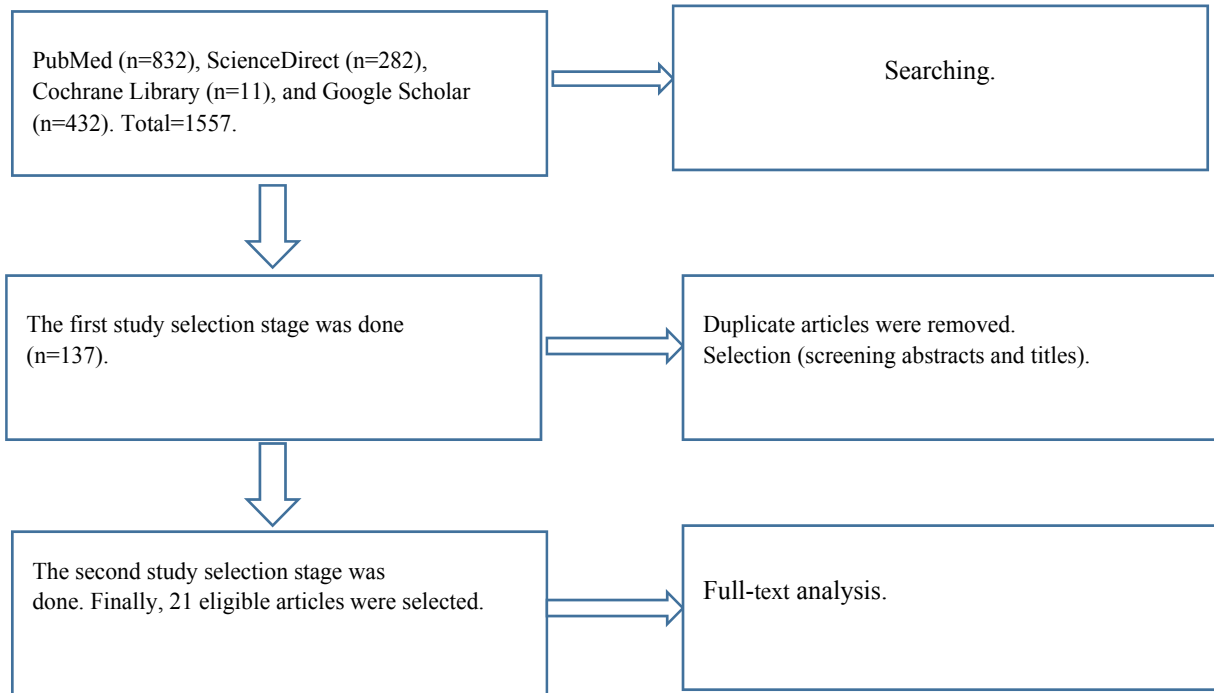 PubMed (n=832), ScienceDirect (n=282),
Cochrane Library (n=11), and Google Scholar
(n=432). Total=1557.
Searching.
The first study selection stage was done
(n=137).
Duplicate articles were removed.
Selection (screening abstracts and titles).
The second study selection stage was
done. Finally, 21 eligible articles were selected.
Full-text analysis.